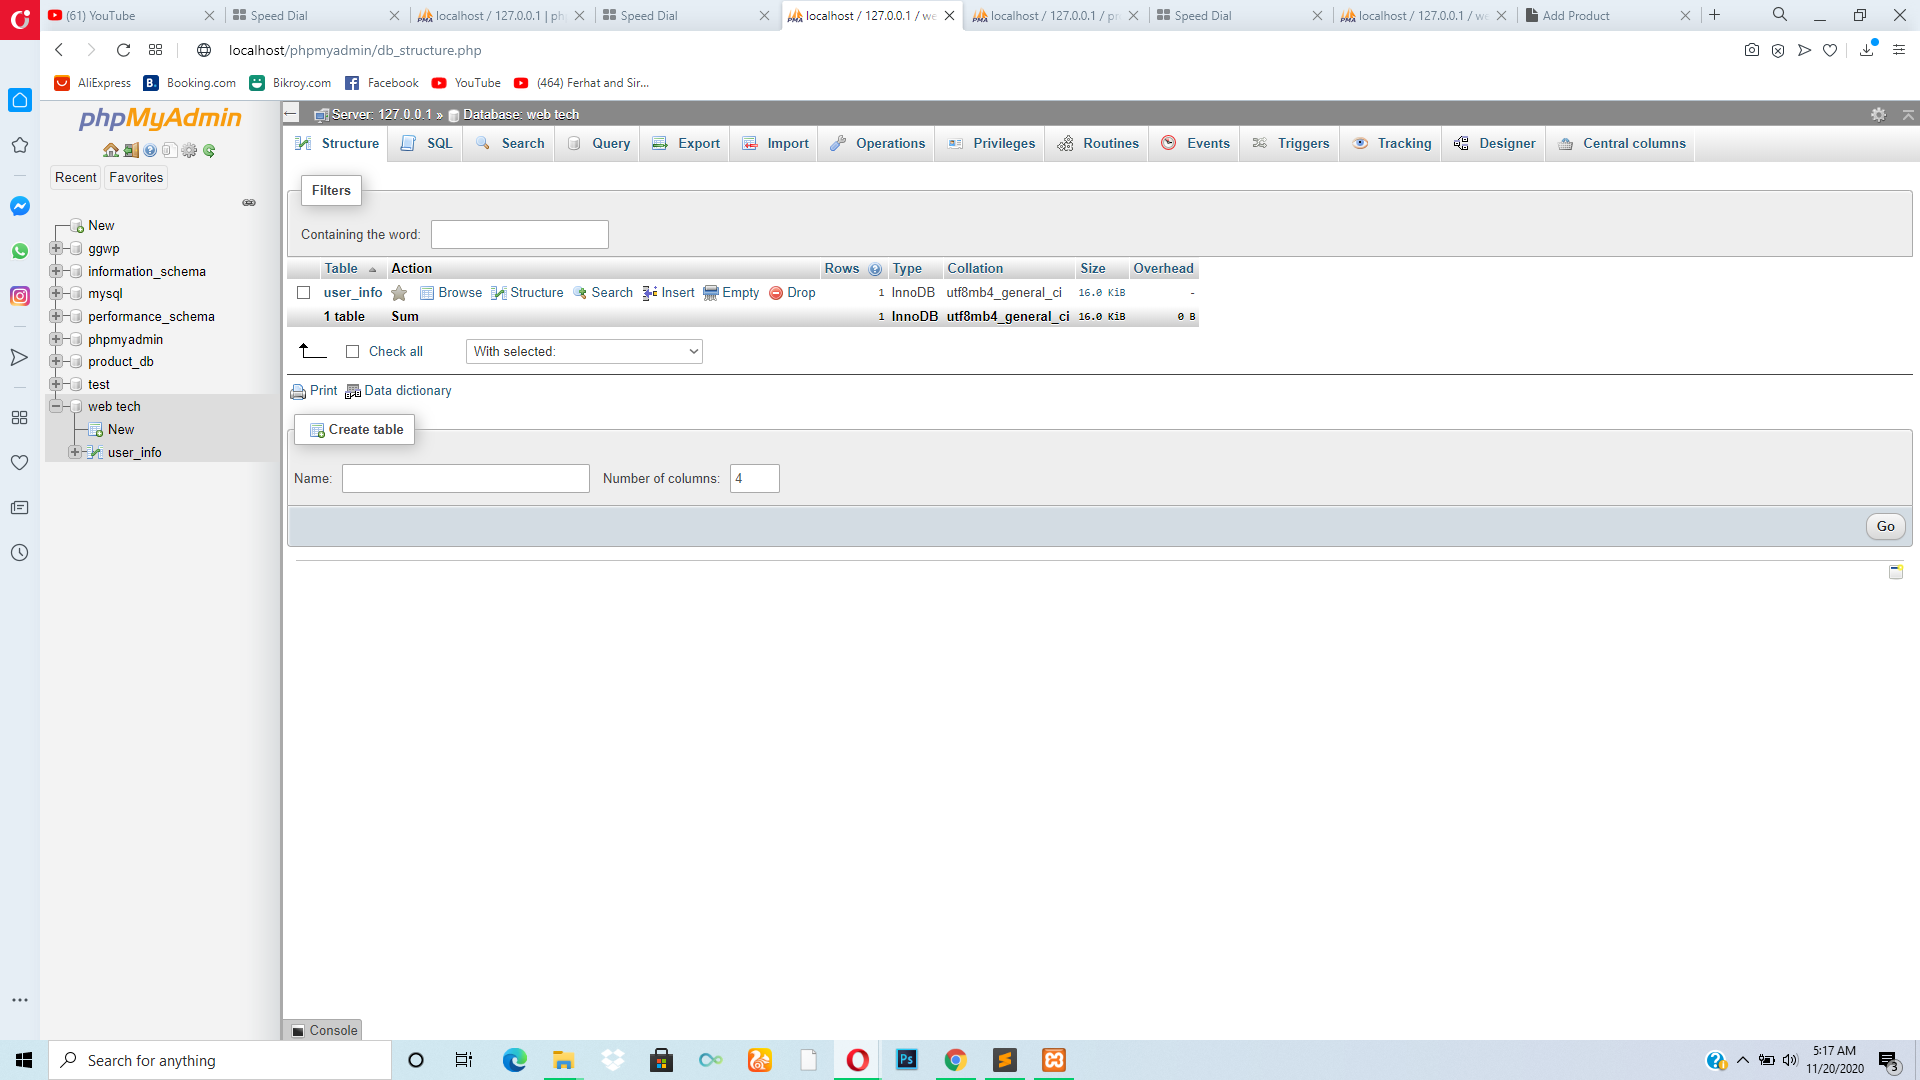 (61) YouTube
Speed Dial
localhost / 127.0.0.1 | ph
Speed Dial
localhost / 127.0.0.1 / we
localhost / 127.0.0.1 / pr
Speed Dial
localhost / 127.0.0.1 / we
Add Product
localhost/phpmyadmin/db_structure.php
AliExpress
B. Booking.com
Bikroy.com
Facebook
YouTube
(464) Ferhat and Sir...
phpMyAdmin
Recent Favorites
New
ggwp
information_schema
mysql
performance_schema
phpmyadmin
product_db
test
web tech
New
user_info
Server: 127.0.0.1 » Database: web tech
Structure SQL Search Query Export Import Operations Privileges Routines Events Triggers Tracking Designer Central columns
Filters
Containing the word:
Table Action Rows Type Collation Size Overhead
user_info Browse Structure Search Insert Empty Drop 1 InnoDB utf8mb4_general_ci 16.0 KiB -
1 table Sum 1 InnoDB utf8mb4_general_ci 16.0 KiB 0 B
Check all With selected:
Print Data dictionary
Create table
Name: Number of columns: 4
Go
Console
Search for anything
Ps
5:17 AM
11/20/2020
3